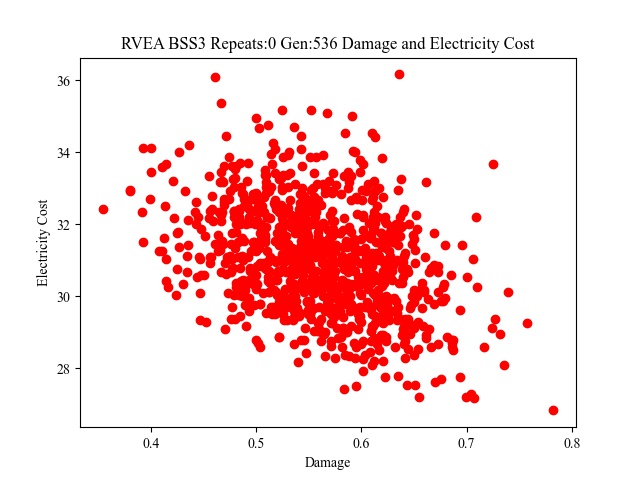 RVEA BSS3 Repeats:0 Gen:536 Damage and Electricity Cost
36
34
32
30
28
Electricity Cost
0.4 0.5 0.6 0.7 0.8
Damage